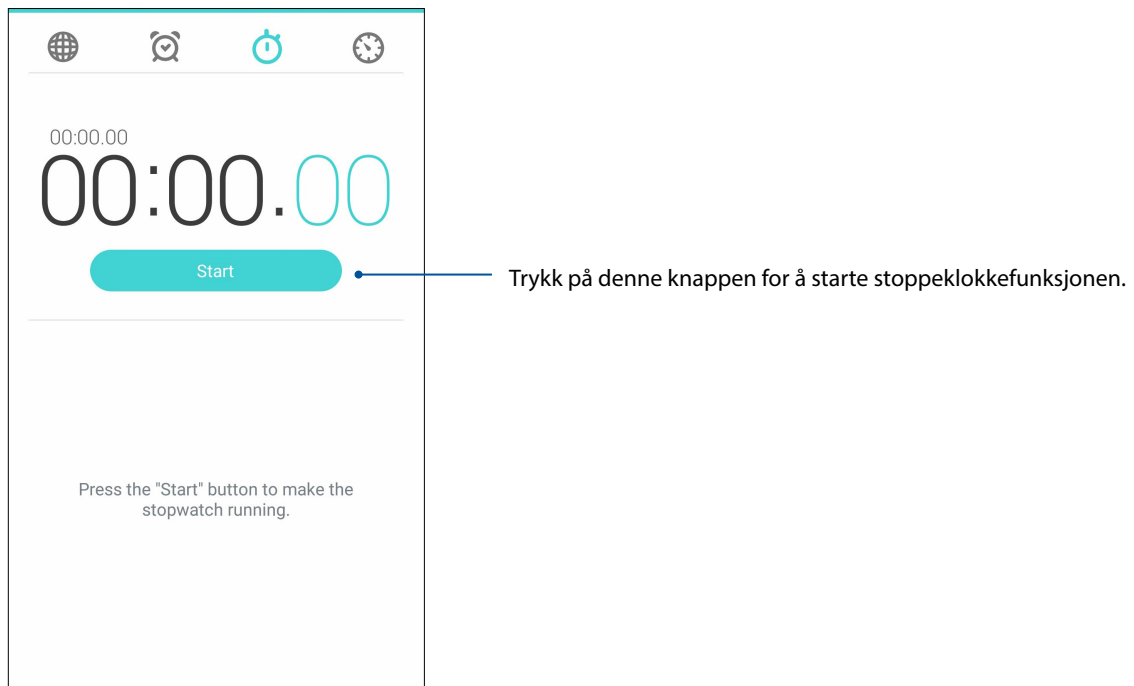 00:00.00
00:00.00
Start
Trykk på denne knappen for å starte stoppeklokkefunksjonen.
Press the "Start" button to make the
stopwatch running.